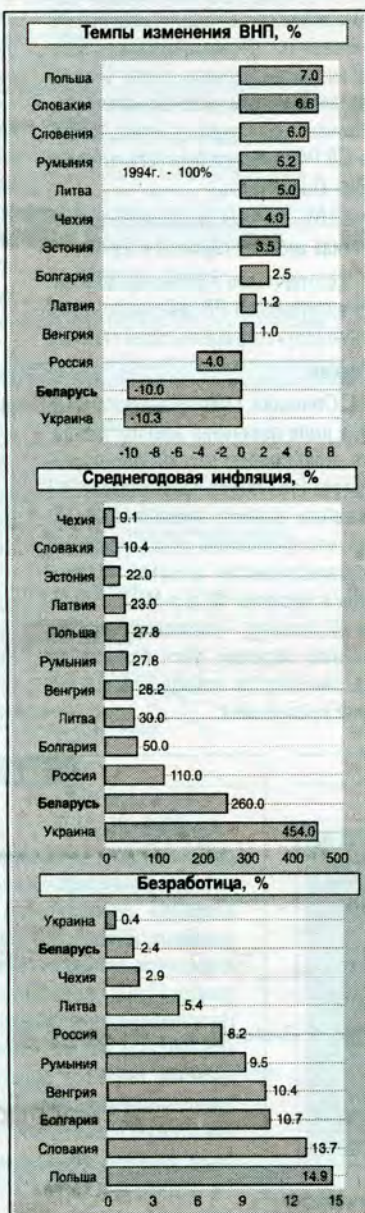 Темпы изменения ВНП, %
Польша 7.0
Словакия 6.6
Словения 6.0
Румыния 5.2
1994г. - 100%
Литва 5.0
Чехия 4.0
Эстония 3.5
Болгария 2.5
Латвия 1.2
Венгрия 1.0
Россия -4.0
Беларусь -10.0
Украина -10.3
-10 -8 -6 -4 -2 0 2 4 6 8
Среднегодовая инфляция, %
Чехия 9.1
Словакия 10.4
Эстония 22.0
Латвия 23.0
Польша 27.8
Румыния 27.8
Венгрия 28.2
Литва 30.0
Болгария 50.0
Россия 110.0
Беларусь 260.0
Украина 454.0
0 100 200 300 400 500
Безработица, %
Украина 0.4
Беларусь 2.4
Чехия 2.9
Литва 5.4
Россия 8.2
Румыния 9.5
Венгрия 10.4
Болгария 10.7
Словакия 13.7
Польша 14.9
0 3 6 9 12 15